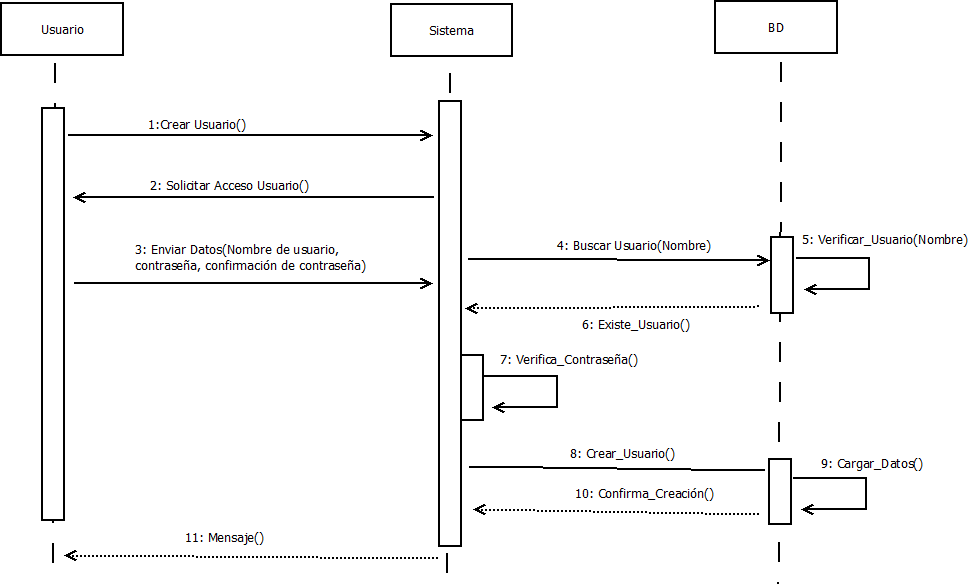 Usuario
Sistema
BD
1:Crear Usuario()
2: Solicitar Acceso Usuario()
3: Enviar Datos(Nombre de usuario,
contraseña, confirmación de contraseña)
4: Buscar Usuario(Nombre)
5: Verificar_Usuario(Nombre)
6: Existe_Usuario()
7: Verifica_Contraseña()
8: Crear_Usuario()
9: Cargar_Datos()
10: Confirma_Creación()
11: Mensaje()